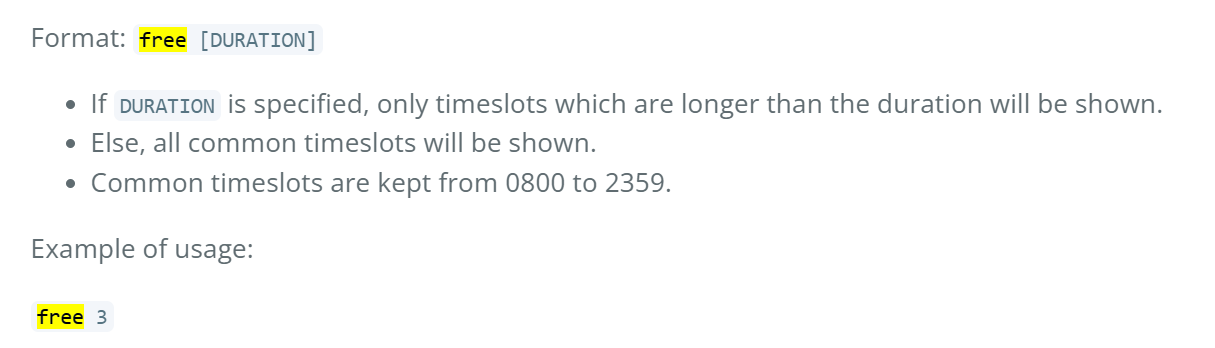 Format: free [DURATION]
• If DURATION is specified, only timeslots which are longer than the duration will be shown.
• Else, all common timeslots will be shown.
• Common timeslots are kept from 0800 to 2359.
Example of usage:
free 3